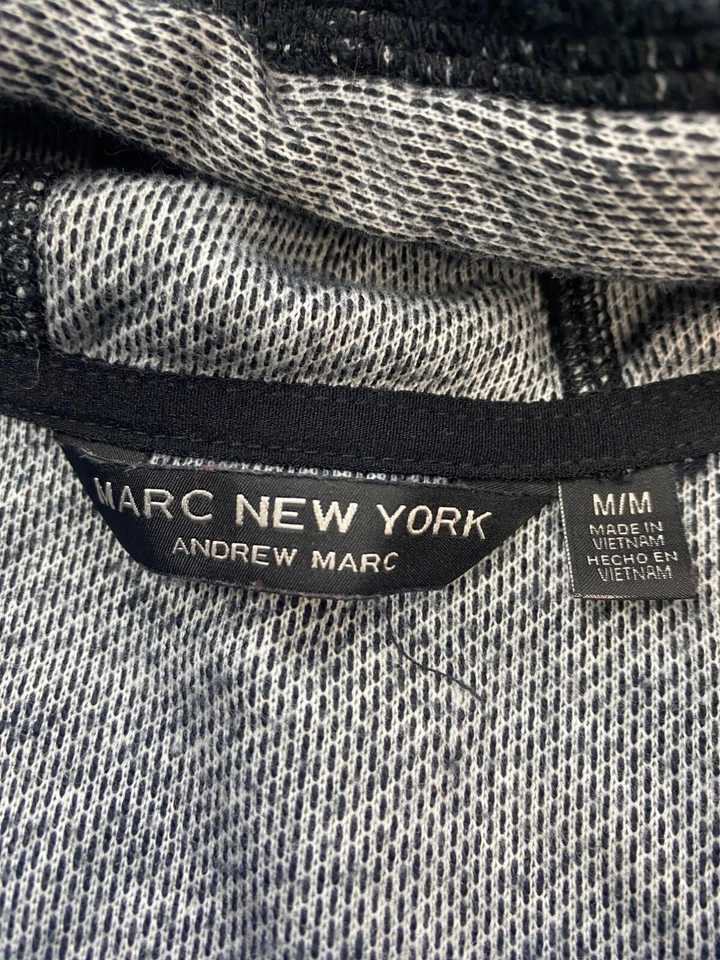 MARC NEW YORK
ANDREW MARC
M/M
MADE IN
VIETNAM
HECHO EN
VIETNAM